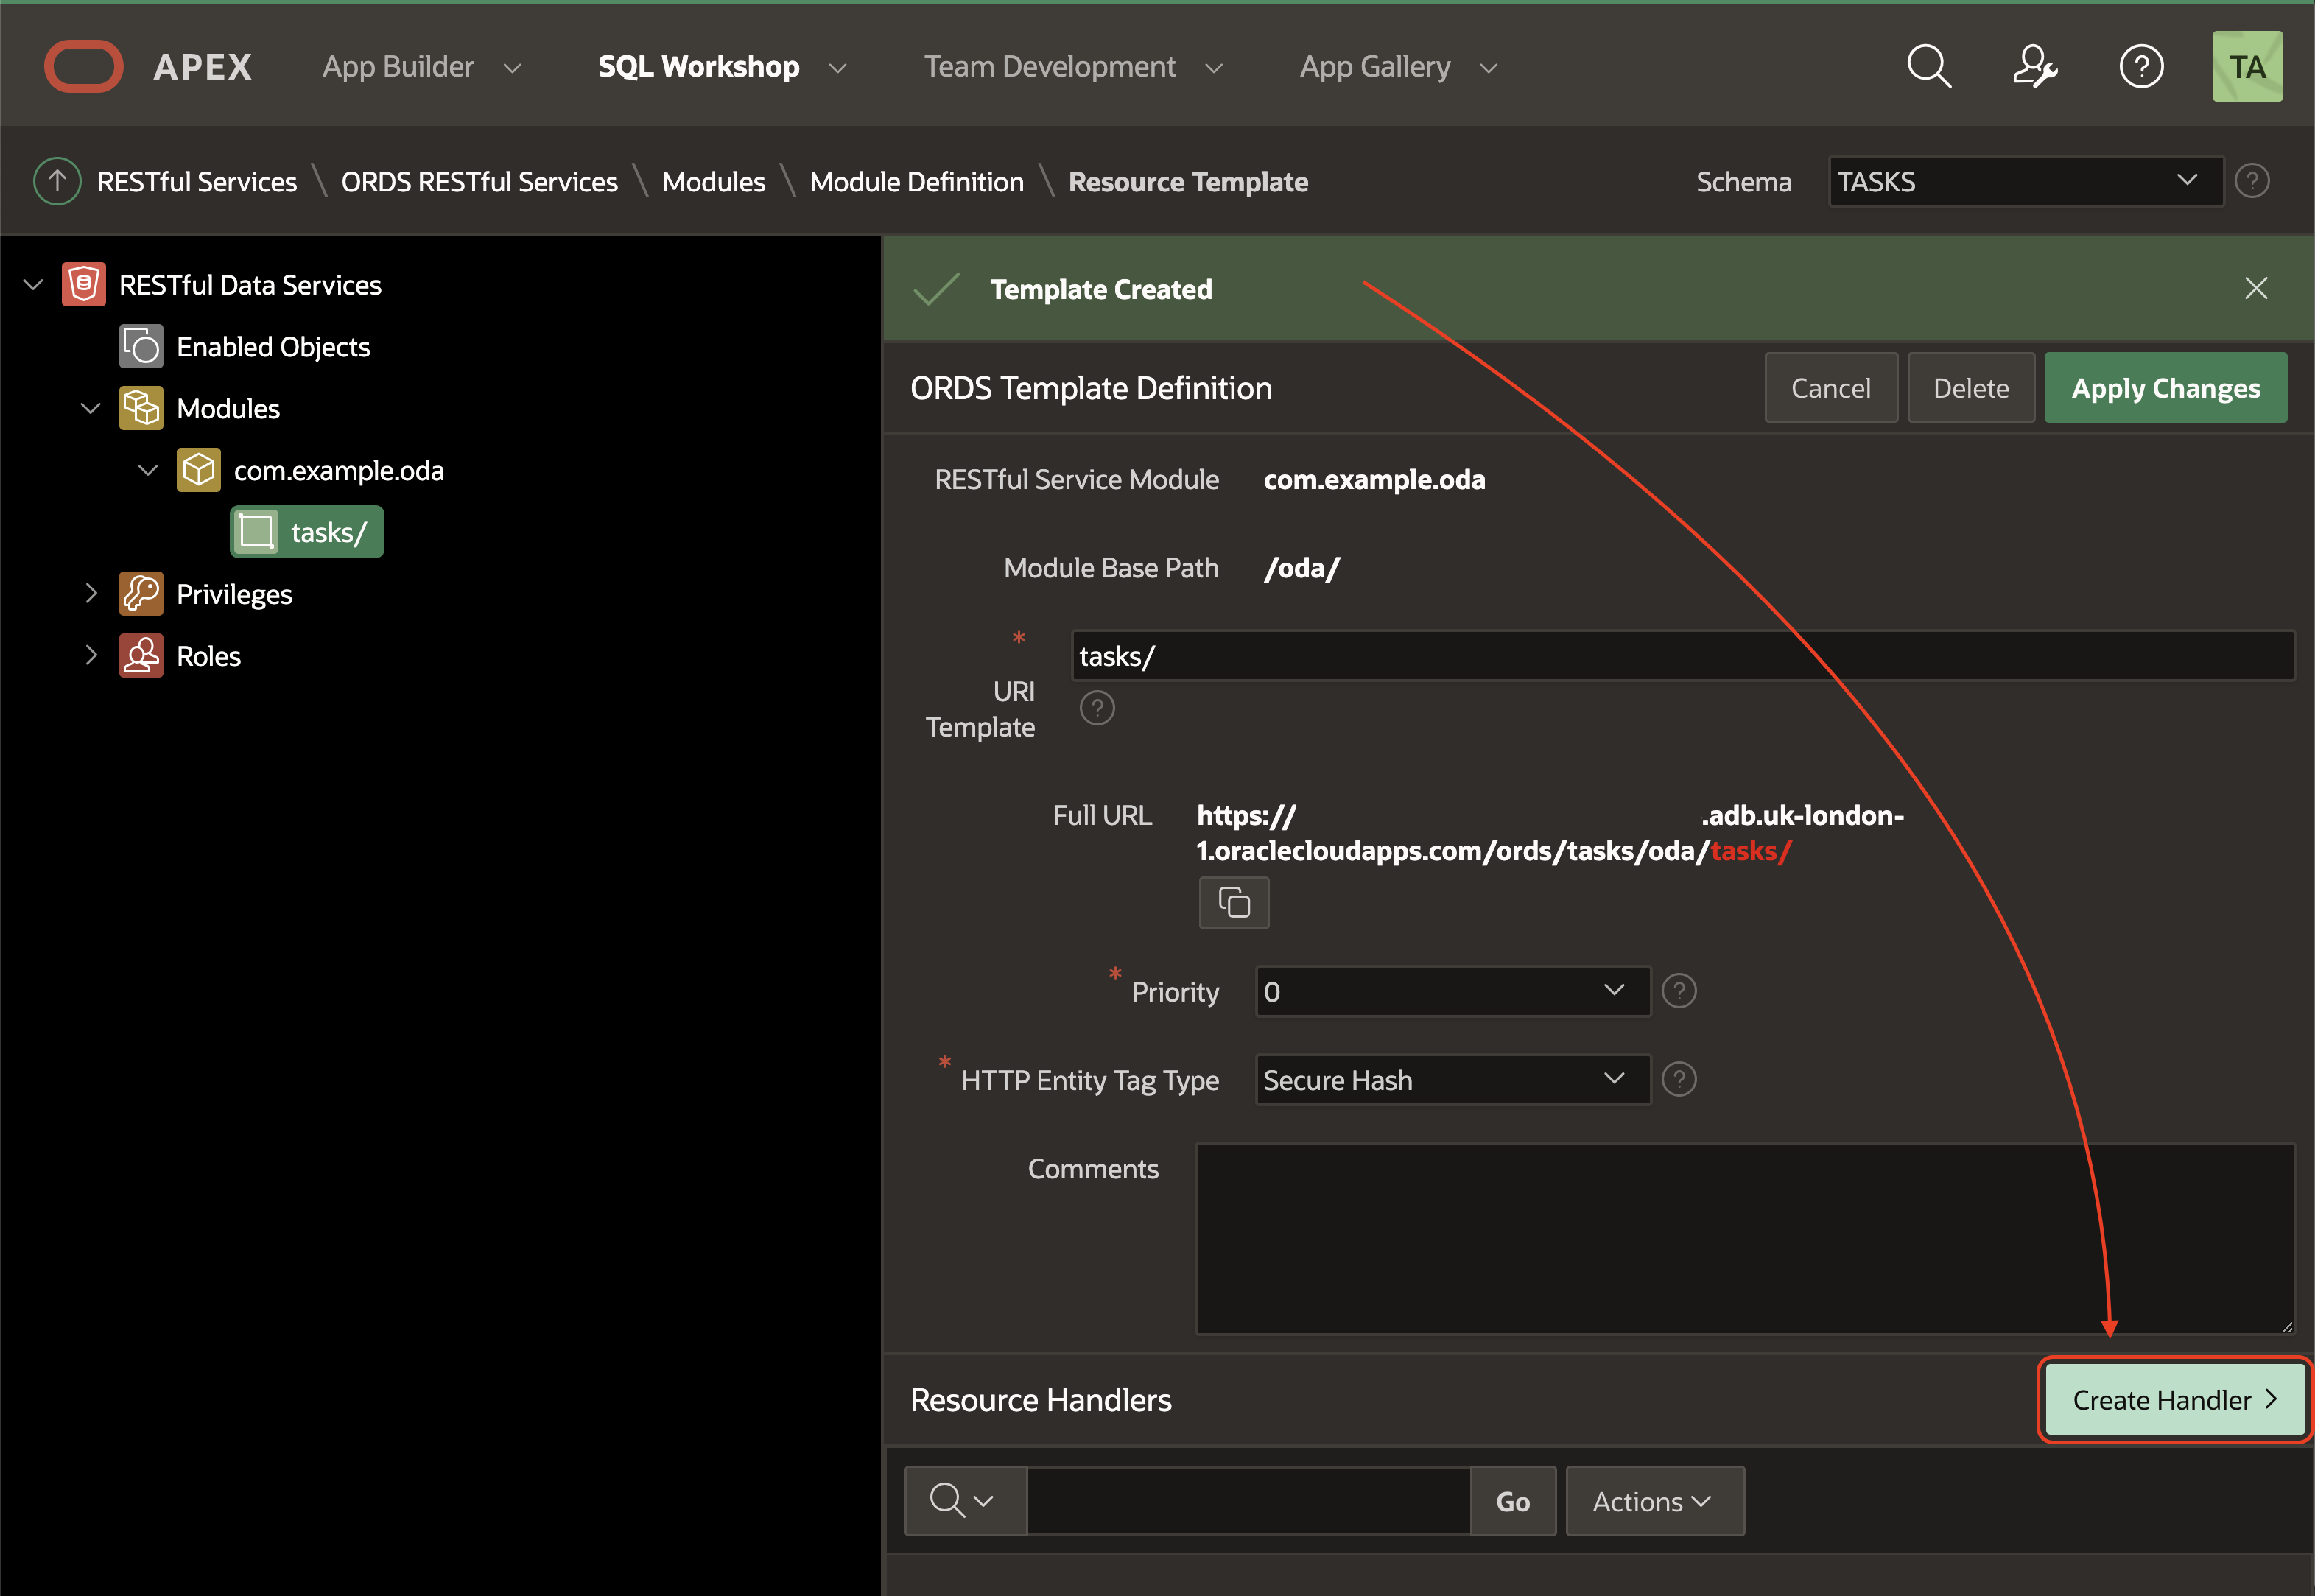 APEX App Builder SQL Workshop Team Development App Gallery TA
RESTful Services \ ORDS RESTful Services \ Modules \ Module Definition \ Resource Template Schema TASKS
RESTful Data Services
Enabled Objects
Modules
com.example.oda
tasks/
Privileges
Roles
Template Created
ORDS Template Definition Cancel Delete Apply Changes
RESTful Service Module com.example.oda
Module Base Path /oda/
* URI Template tasks/
Full URL https:// .adb.uk-london-
1.oraclecloudapps.com/ords/tasks/oda/tasks/
* Priority 0
* HTTP Entity Tag Type Secure Hash
Comments
Resource Handlers Create Handler
Go Actions